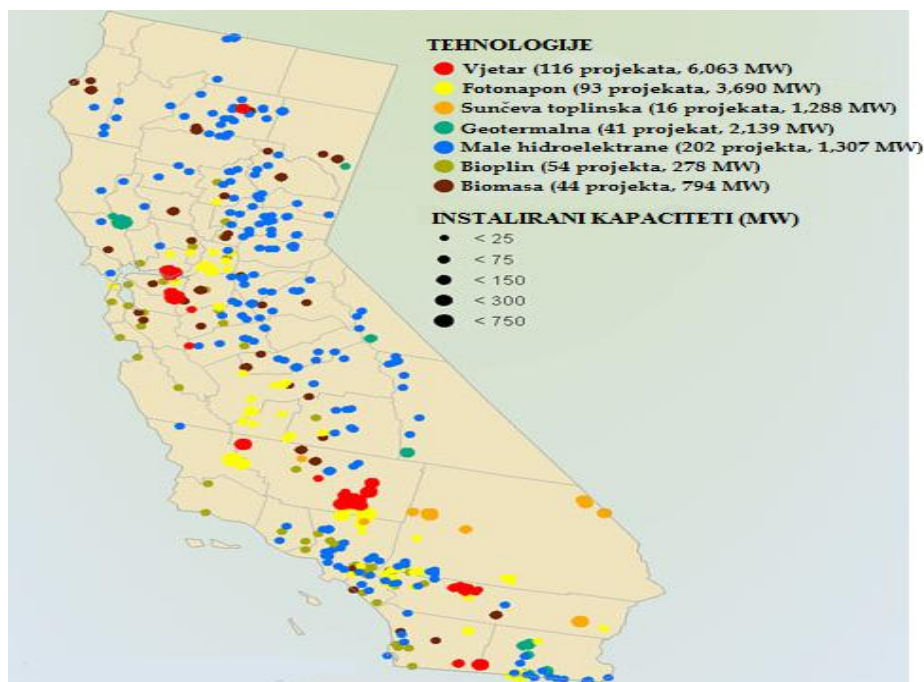 TEHNOLOGIJE
Vjetar (116 projekata, 6,063 MW)
Fotonapon (93 projekata, 3,690 MW)
Sunčeva toplinska (16 projekata, 1,288 MW)
Geotermalna (41 projekat, 2,139 MW)
Male hidroelektrane (202 projekta, 1,307 MW)
Bioplin (54 projekta, 278 MW)
Biomasa (44 projekta, 794 MW)
INSTALIRANI KAPACITETI (MW)
< 25
< 75
< 150
< 300
< 750